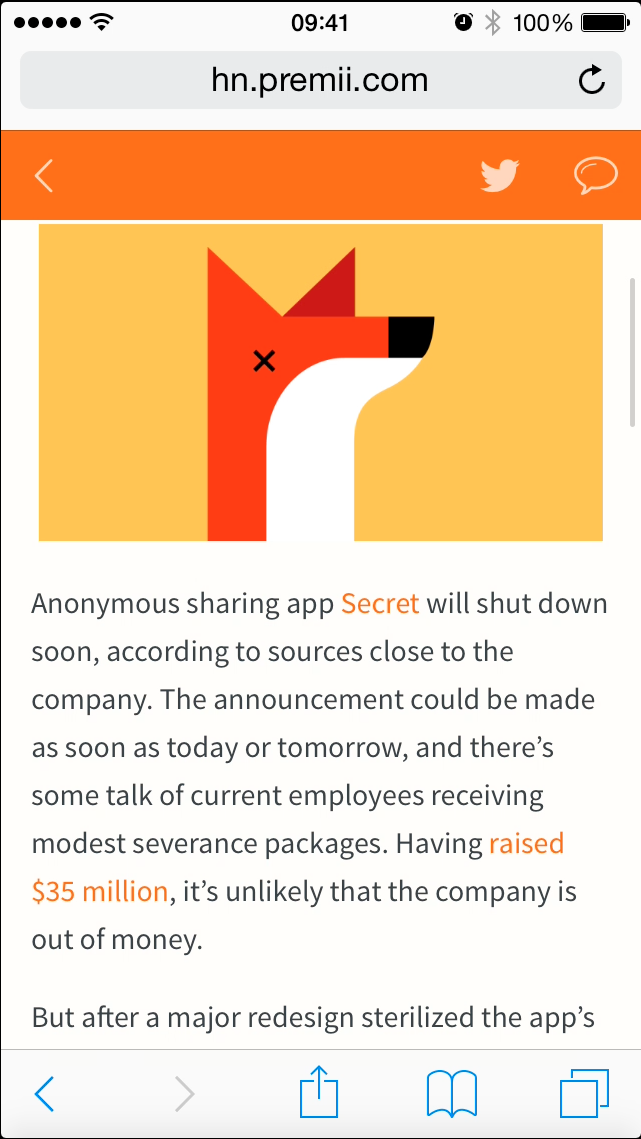 09:41
100%
hn.premii.com
Anonymous sharing app Secret will shut down
soon, according to sources close to the
company. The announcement could be made
as soon as today or tomorrow, and there’s
some talk of current employees receiving
modest severance packages. Having raised
$35 million, it’s unlikely that the company is
out of money.
But after a major redesign sterilized the app’s